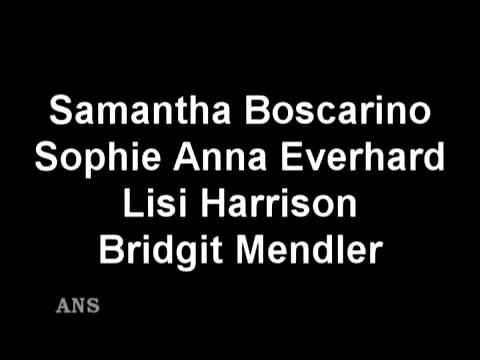 Samantha Boscarino
Sophie Anna Everhard
Lisi Harrison
Bridgit Mendler
ANS